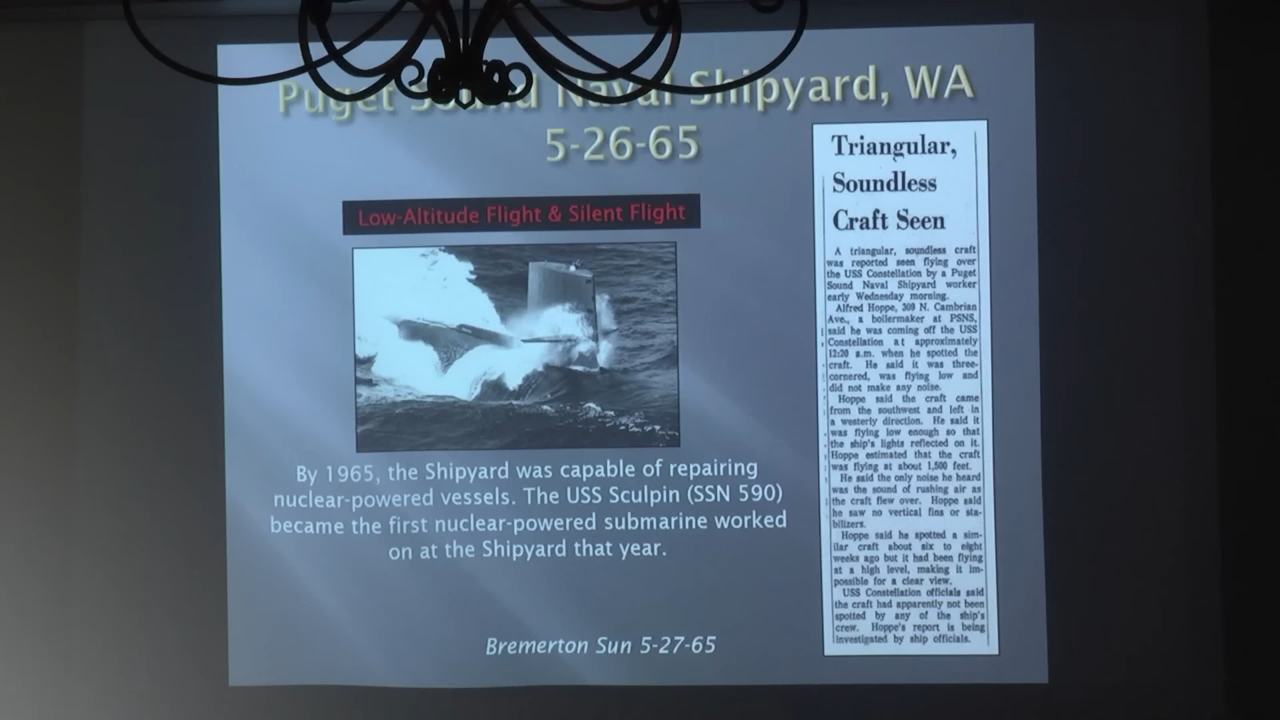 Puget Sound Naval Shipyard, WA
5-26-65
Low-Altitude Flight & Silent Flight
By 1965, the Shipyard was capable of repairing
nuclear-powered vessels. The USS Sculpin (SSN 590)
became the first nuclear-powered submarine worked
on at the Shipyard that year.
Bremerton Sun 5-27-65
Triangular,
Soundless
Craft Seen
A triangular, soundless craft
was reported seen flying over
the USS Constellation by a Puget
Sound Naval Shipyard worker
early Wednesday morning.
Alfred Hoppe, 309 N. Cambrian
Ave., a boilermaker at PSNS,
said he was coming off the USS
Constellation at approximately
12:20 a.m. when he spotted the
craft. He said it was three-
cornered, was flying low and
did not make any noise.
Hoppe said the craft came
from the southwest and left in
a westerly direction. He said it
was flying low enough so that
the ship's lights reflected on it.
Hoppe estimated that the craft
was flying at about 1,500 feet.
He said the only noise he heard
was the sound of rushing air as
the craft flew over. Hoppe said
he saw no vertical fins or sta-
bilizers.
Hoppe said he spotted a sim-
ilar craft about six to eight
weeks ago but it had been flying
at a high level, making it im-
possible for a clear view.
USS Constellation officials said
the craft had apparently not been
spotted by any of the ship's
crew. Hoppe's report is being
investigated by ship officials.